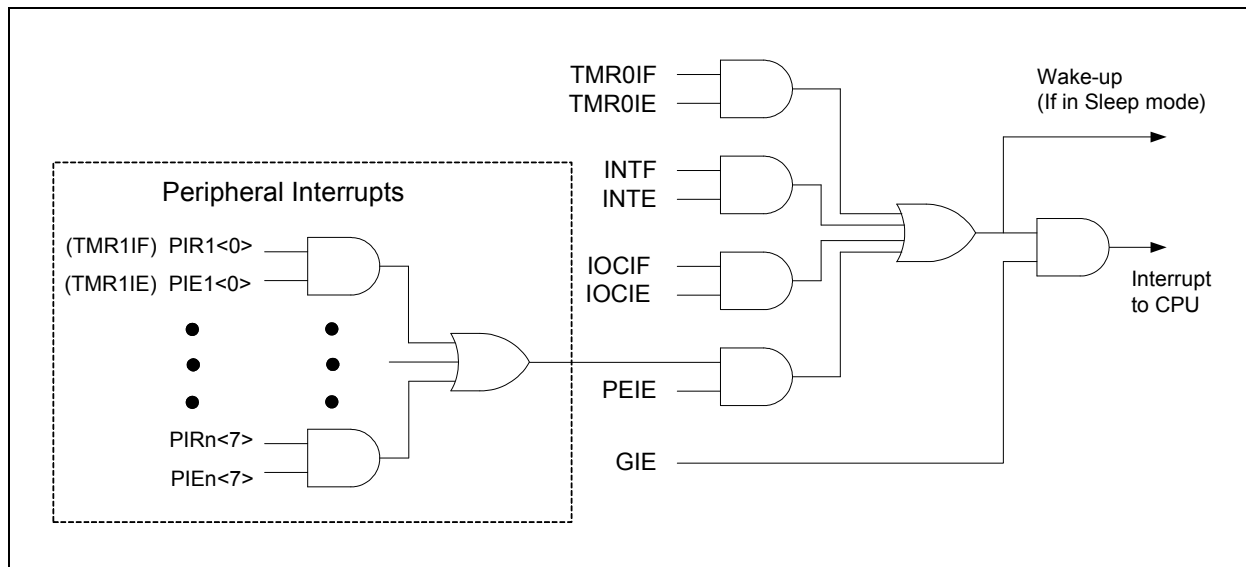 TMR0IF
TMR0IE
Wake-up
(If in Sleep mode)
INTF
INTE
Peripheral Interrupts
(TMR1IF) PIR1<0>
(TMR1IE) PIE1<0>
IOCIF
IOCIE
Interrupt
to CPU
PEIE
PIRn<7>
PIEn<7>
GIE